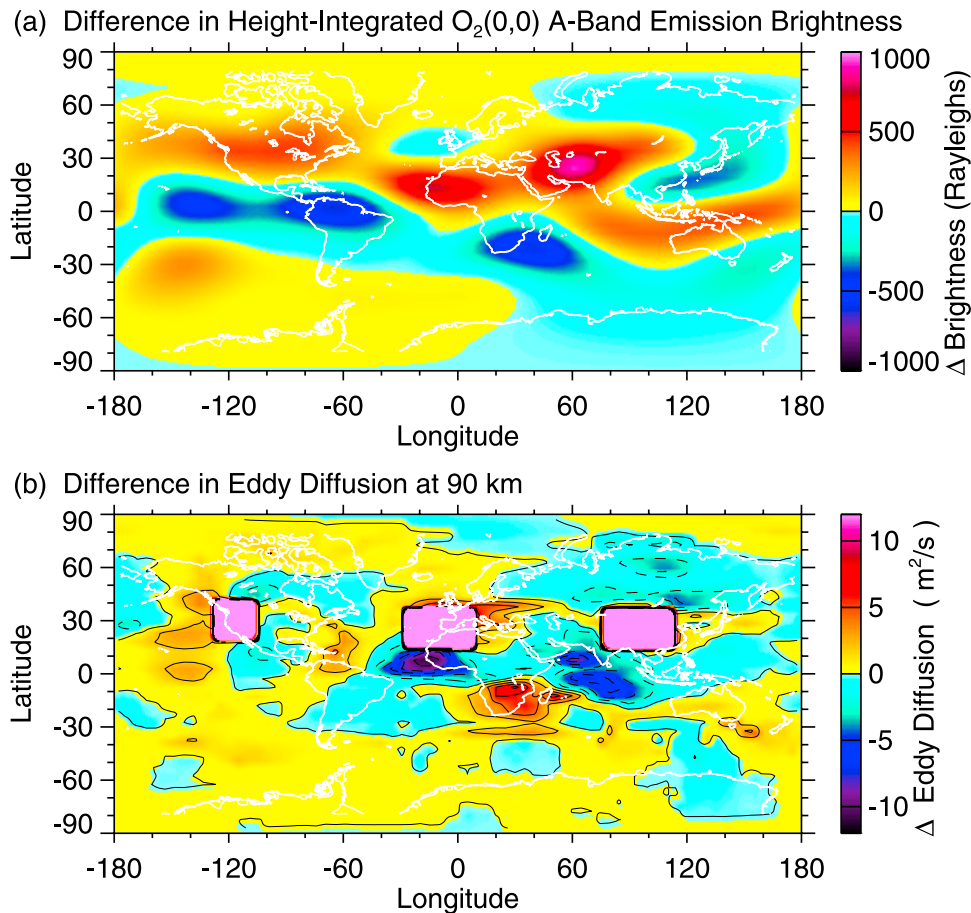 (a) Difference in Height-Integrated O₂(0,0) A-Band Emission Brightness
90
60
30
0
-30
-60
-90
Latitude
-180 -120 -60 0 60 120 180
Longitude
1000
500
0
-500
-1000
Δ Brightness (Rayleighs)
(b) Difference in Eddy Diffusion at 90 km
90
60
30
0
-30
-60
-90
Latitude
-180 -120 -60 0 60 120 180
Longitude
10
5
0
-5
-10
Δ Eddy Diffusion ( m²/s)